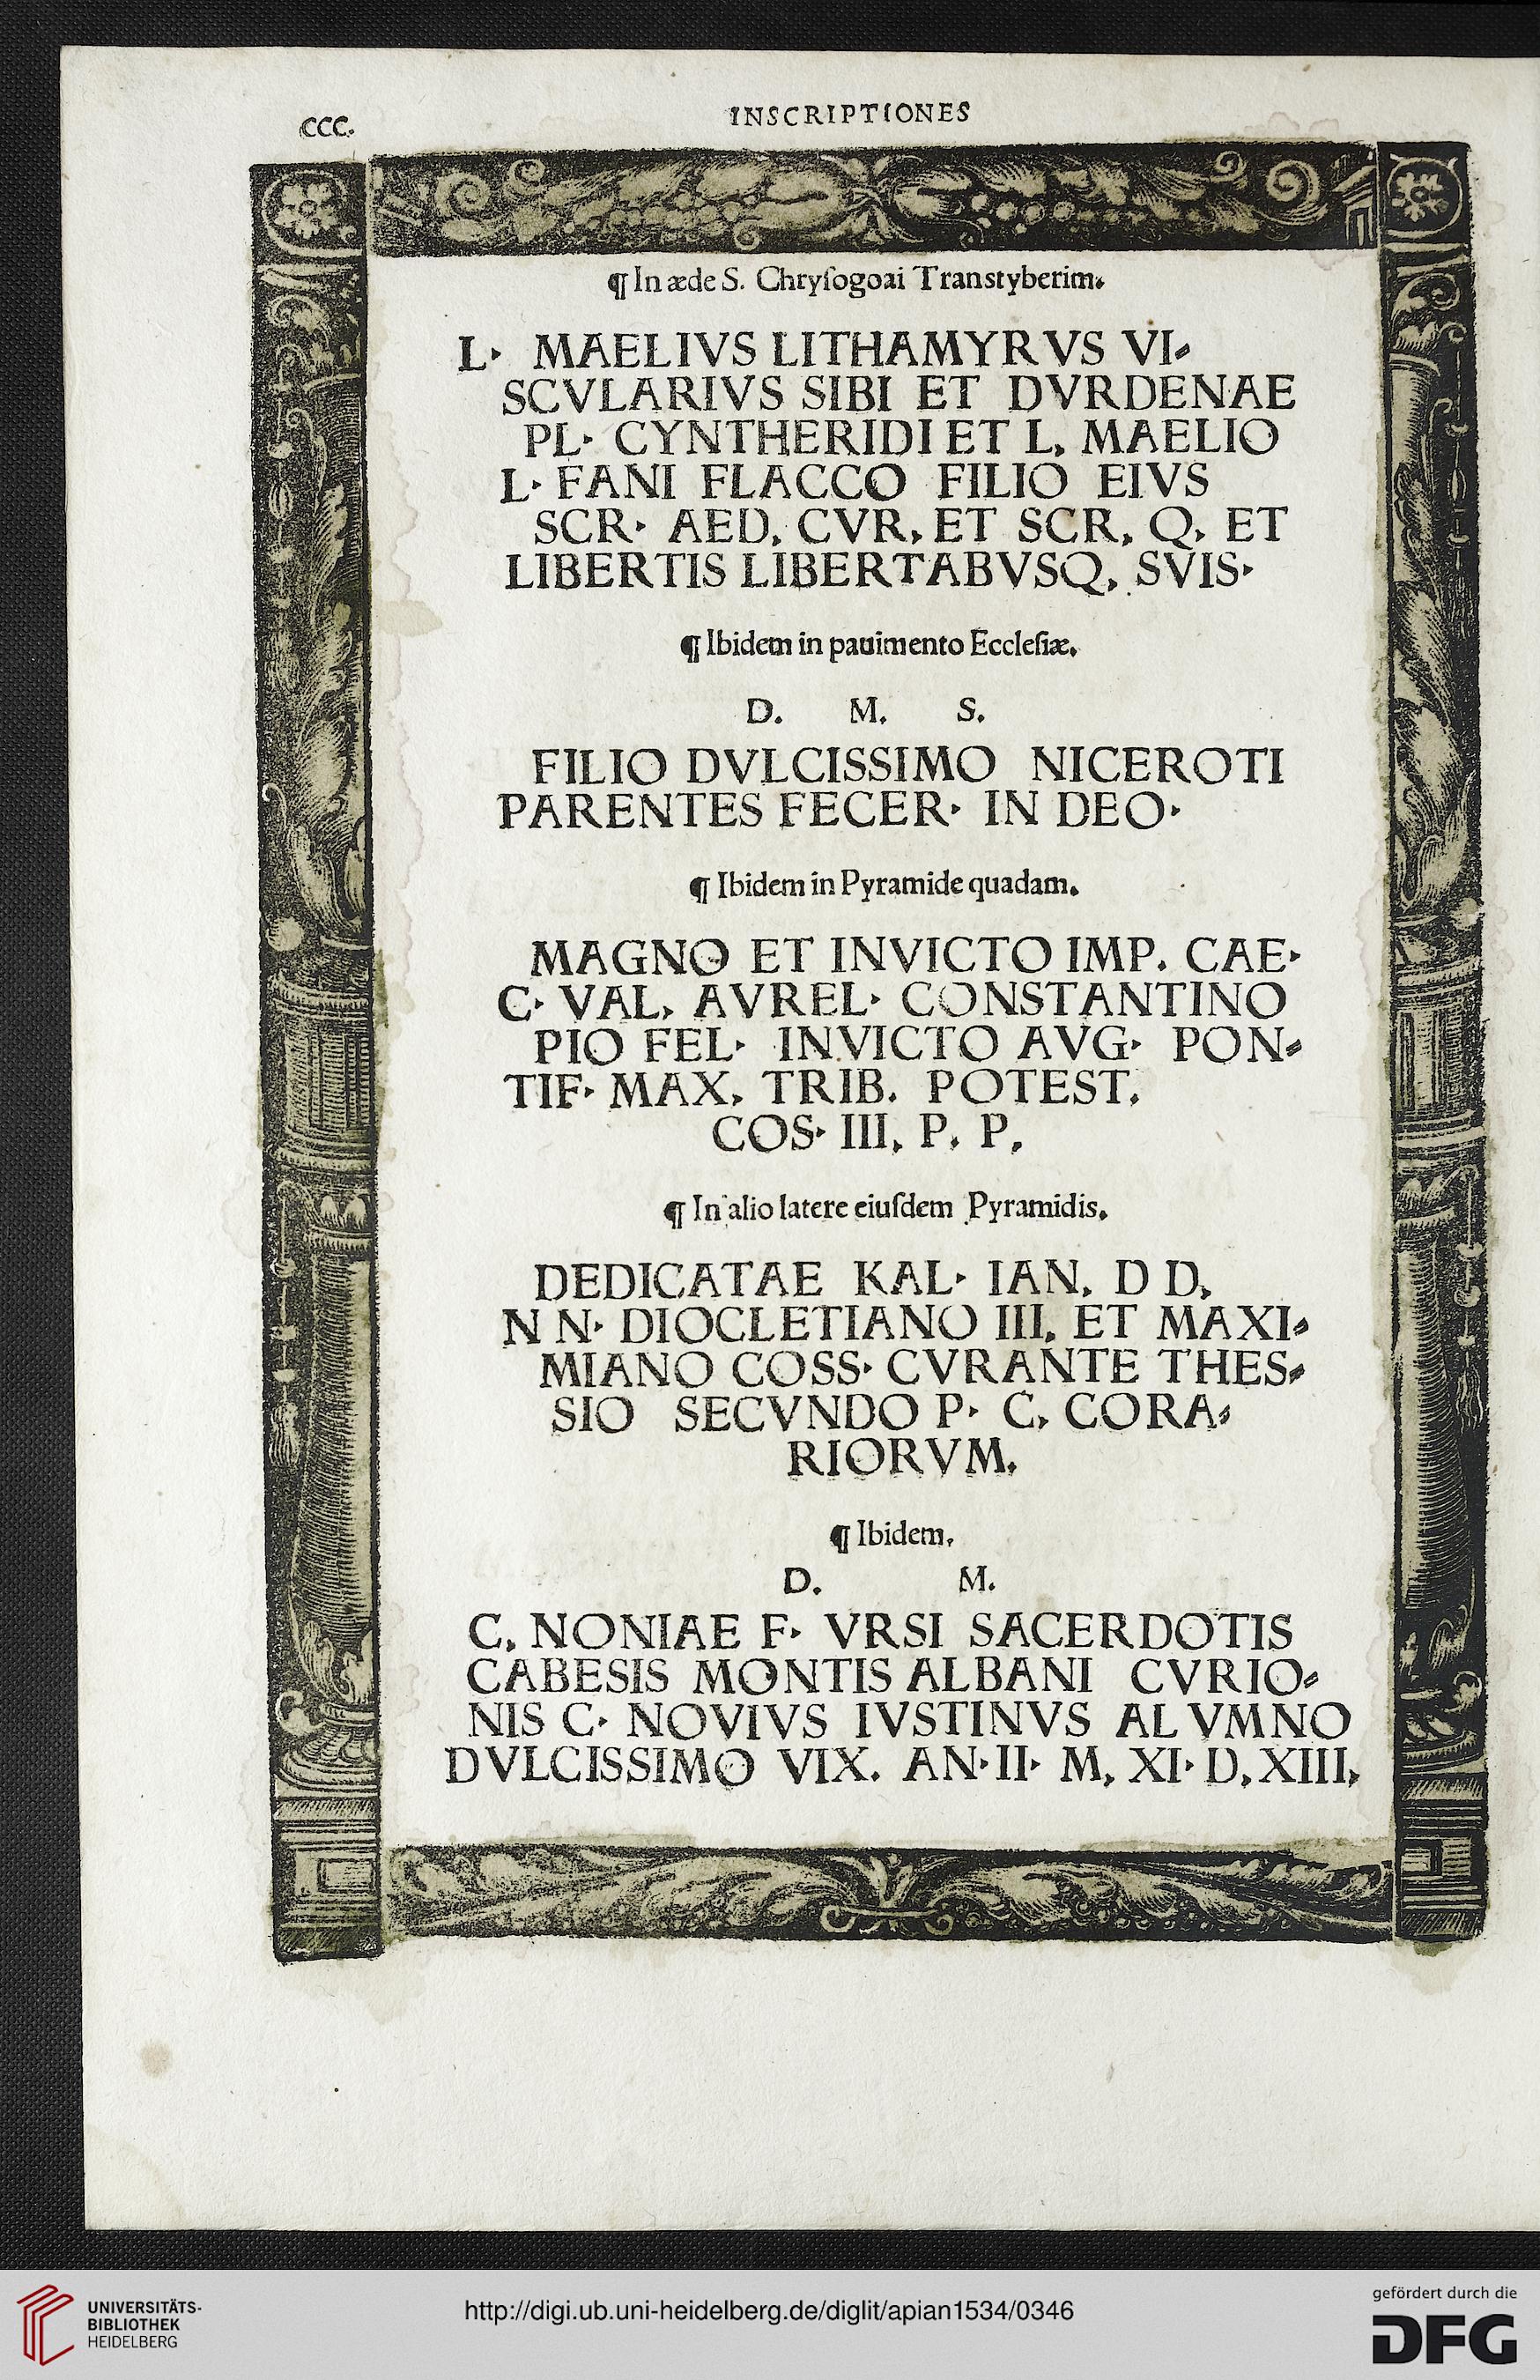 CCC.
INSCRIPTIONES
¶ In æde S. Chryſogoai Transtyberim.
L. MAELIVS LITHAMYRVS VI-
SCVLARIVS SIBI ET DVRDENAE
PL. CYNTHERIDI ET L. MAELIO
L. FANI FLACCO FILIO EIVS
SCR. AED. CVR. ET SCR. Q. ET
LIBERTIS LIBERTABVSQ. SVIS.
¶ Ibidem in pauimento Eccleſiæ.
D. M. S.
FILIO DVLCISSIMO NICEROTI
PARENTES FECER. IN DEO.
¶ Ibidem in Pyramide quadam.
MAGNO ET INVICTO IMP. CAE.
C. VAL. AVREL. CONSTANTINO
PIO FEL. INVICTO AVG. PON-
TIF. MAX. TRIB. POTEST.
COS. III. P. P.
¶ In alio latere eiuſdem Pyramidis.
DEDICATAE KAL. IAN. D D.
N N. DIOCLETIANO III. ET MAXI-
MIANO COSS. CVRANTE THES-
SIO SECVNDO P. C. CORA-
RIORVM.
¶ Ibidem.
D. M.
C. NONIAE F. VRSI SACERDOTIS
CABESIS MONTIS ALBANI CVRIO-
NIS C. NOVIVS IVSTINVS ALVMNO
DVLCISSIMO VIX. AN. II. M. XI. D. XIII.
UNIVERSITÄTS-
BIBLIOTHEK
HEIDELBERG
http://digi.ub.uni-heidelberg.de/diglit/apian1534/0346
gefördert durch die
DFG